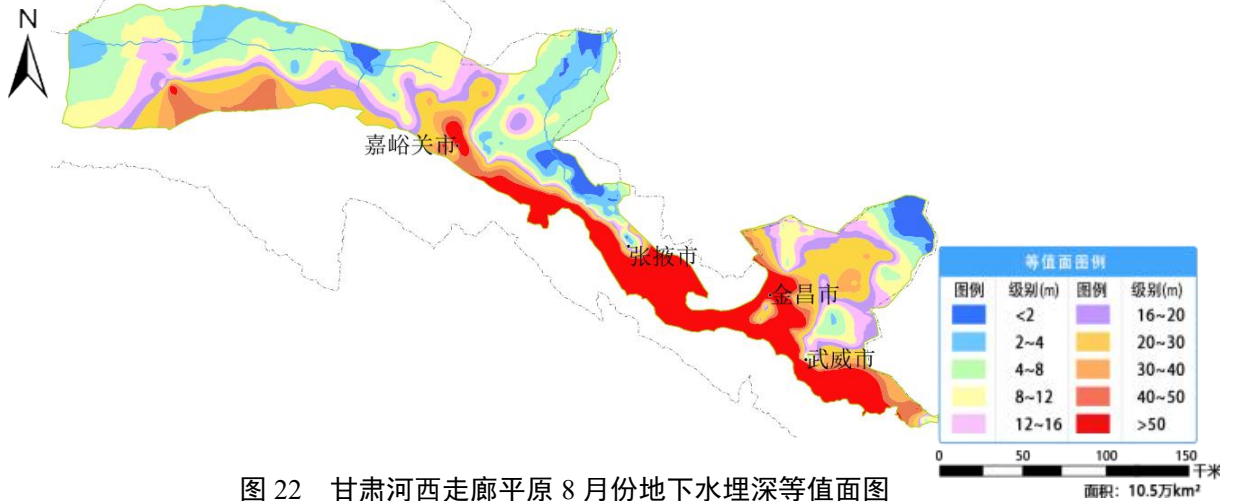 N
嘉峪关市
张掖市
金昌市
武威市
等值面图例
图例 级别(m) 图例 级别(m)
<2 16~20
2~4 20~30
4~8 30~40
8~12 40~50
12~16 >50
0 50 100 150
千米
面积：10.5万km²
图 22 甘肃河西走廊平原 8 月份地下水埋深等值面图